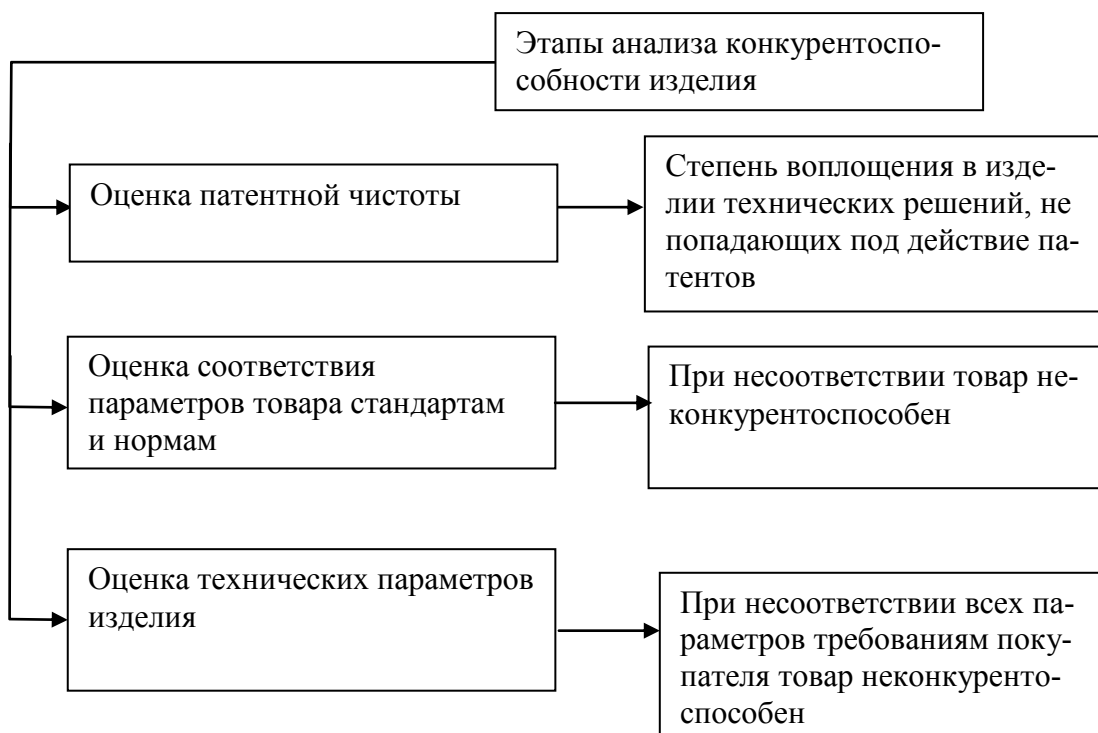 Этапы анализа конкурентоспо-
собности изделия
Оценка патентной чистоты
Степень воплощения в изде-
лии технических решений, не
попадающих под действие па-
тентов
Оценка соответствия
параметров товара стандартам
и нормам
При несоответствии товар не-
конкурентоспособен
Оценка технических параметров
изделия
При несоответствии всех па-
раметров требованиям поку-
пателя товар неконкуренто-
способен